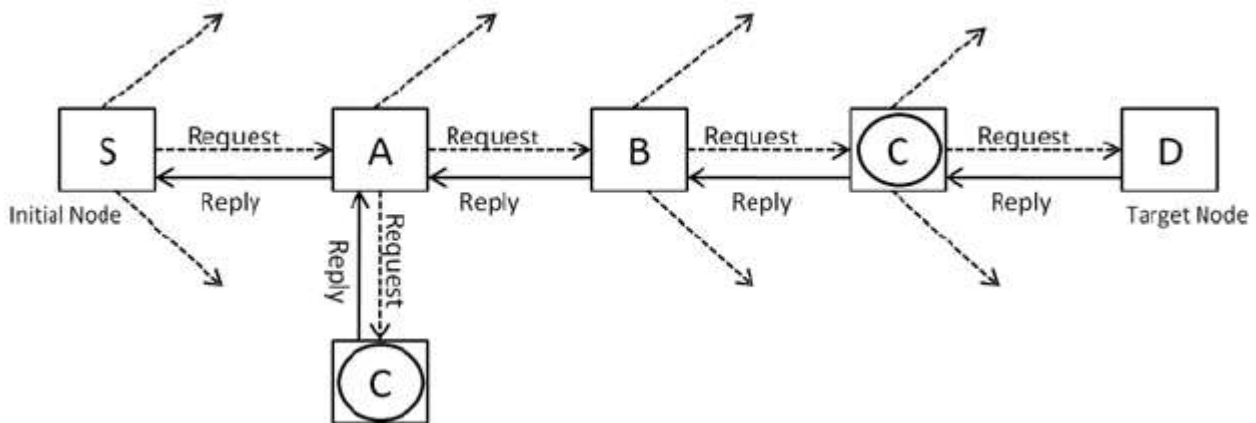 S
Request
A
Request
B
Request
C
Request
D
Reply
Reply
Reply
Reply
Initial Node
Target Node
Reply
Request
C